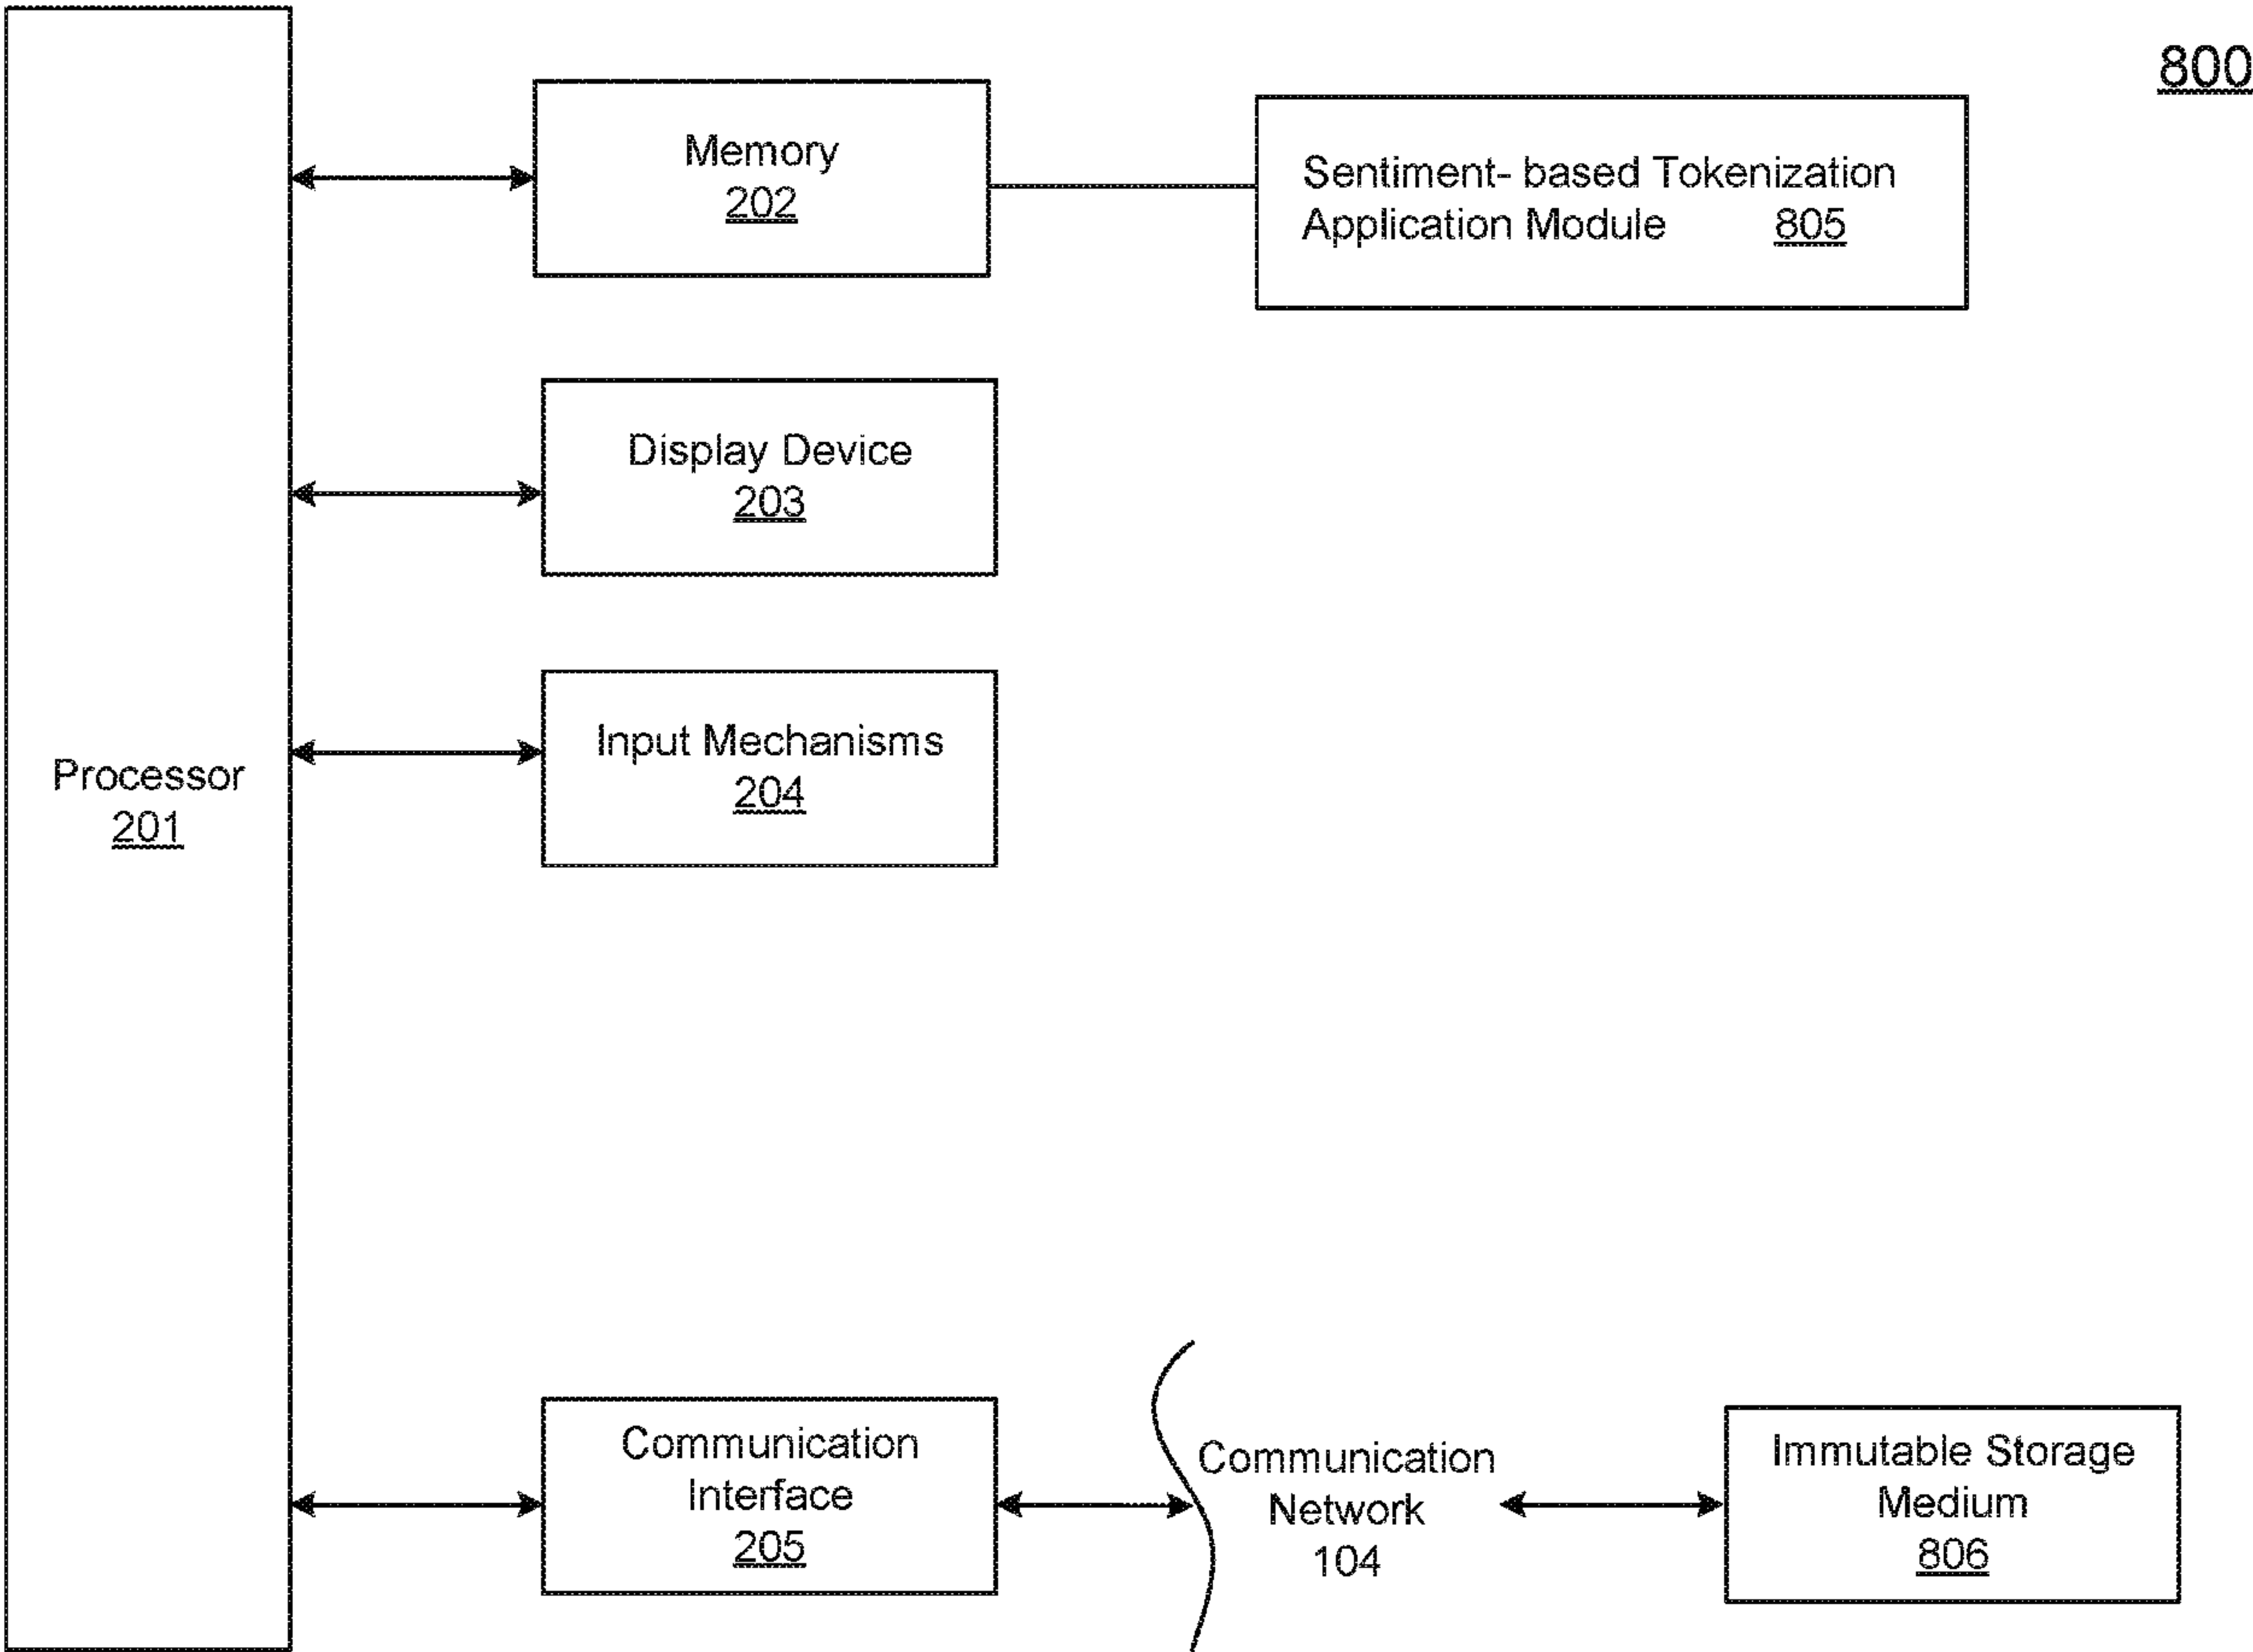 800
Memory
202
Sentiment- based Tokenization
Application Module 805
Display Device
203
Input Mechanisms
204
Processor
201
Communication
Interface
205
Communication
Network
104
Immutable Storage
Medium
806